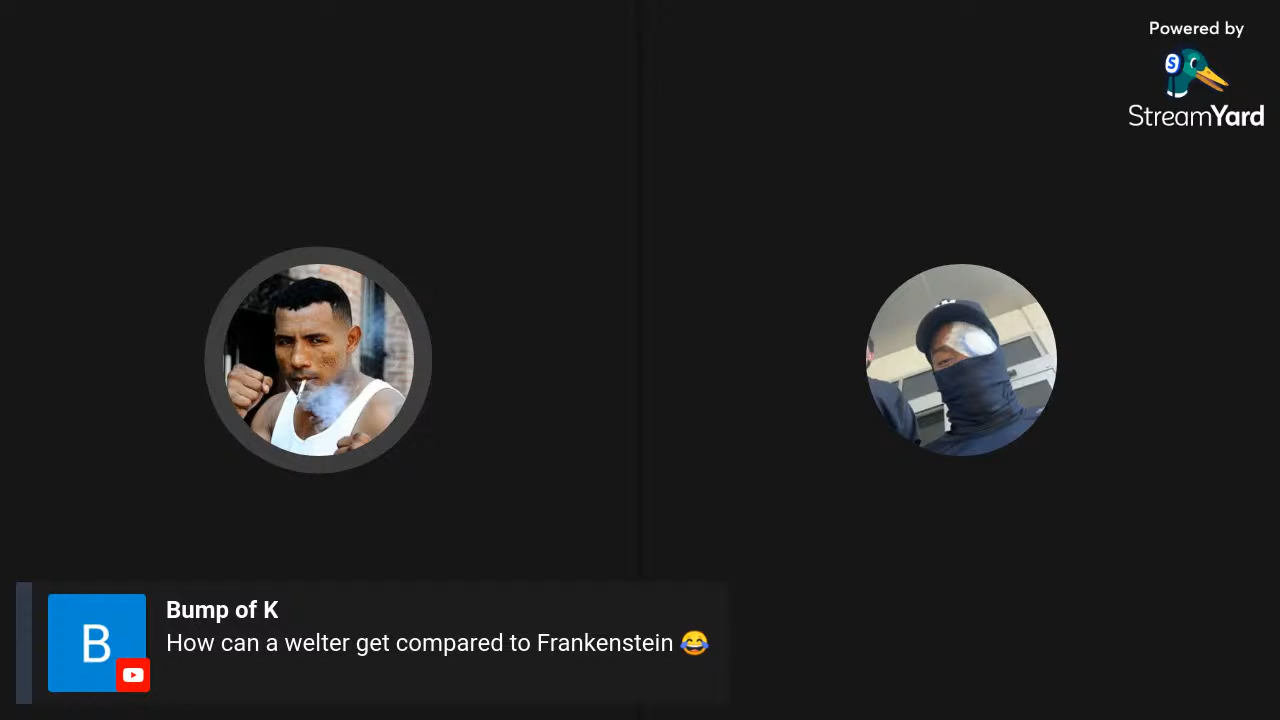 Powered by
S
StreamYard
B
Bump of K
How can a welter get compared to Frankenstein 😂